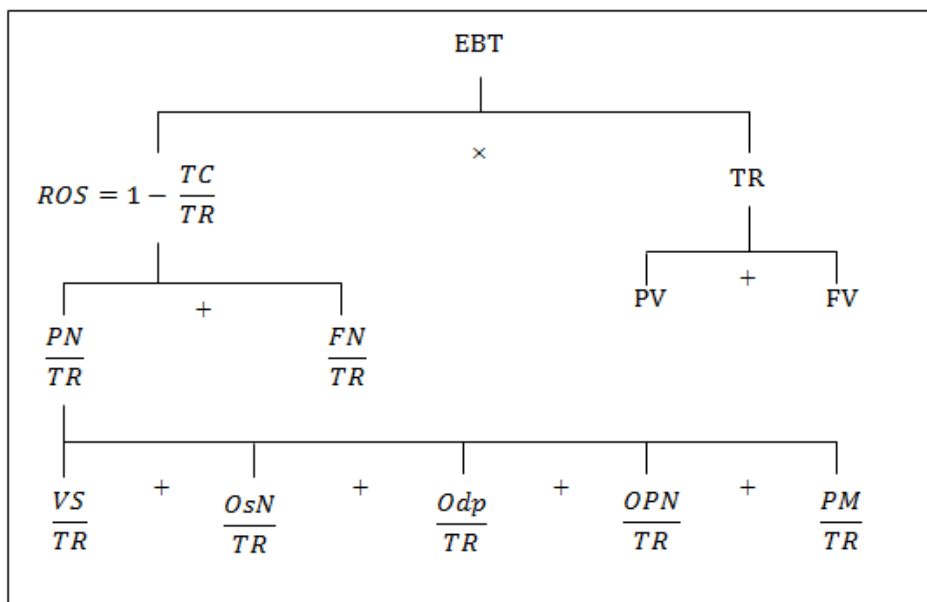 EBT
×
ROS = 1 − TC/TR
TR
PV + FV
PN/TR + FN/TR
VS/TR + OsN/TR + Odp/TR + OPN/TR + PM/TR